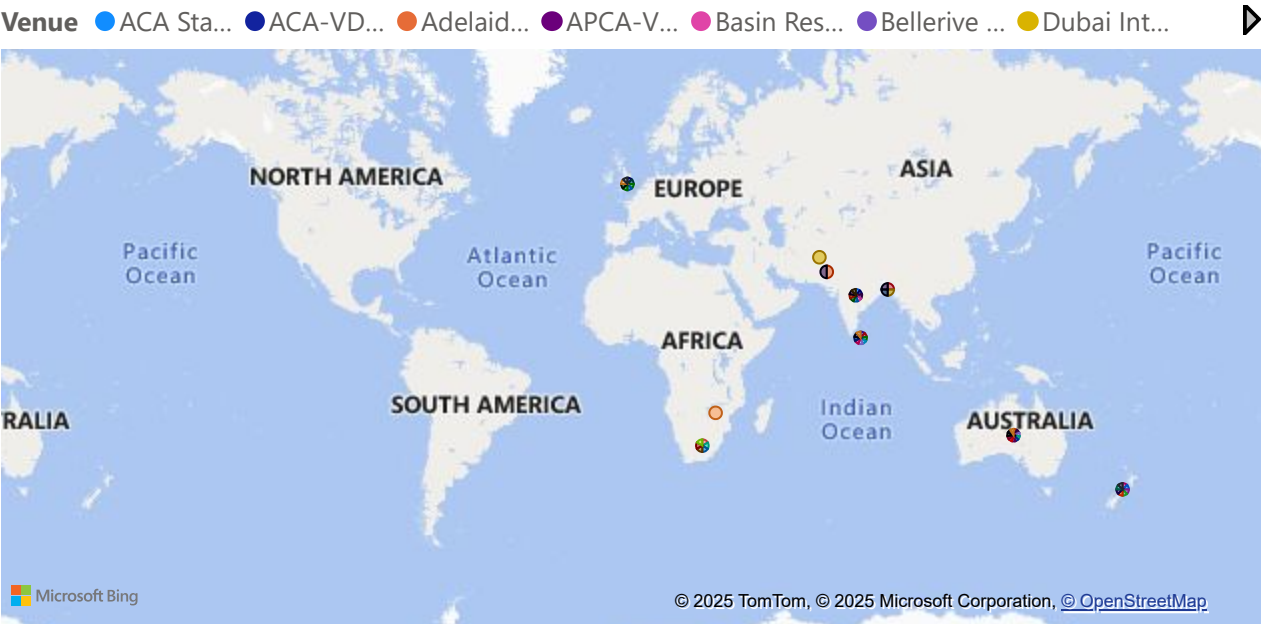 Venue ACA Sta... ACA-VD... Adelaid... APCA-V... Basin Res... Bellerive ... Dubai Int...
NORTH AMERICA
EUROPE
ASIA
Pacific
Ocean
Atlantic
Ocean
Pacific
Ocean
AFRICA
SOUTH AMERICA
Indian
Ocean
RALIA
AUSTRALIA
Microsoft Bing
© 2025 TomTom, © 2025 Microsoft Corporation, © OpenStreetMap